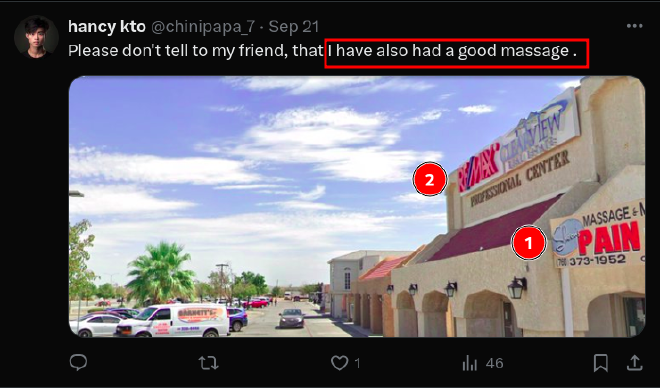 hancy kto @chinipapa_7 · Sep 21
Please don't tell to my friend, that I have also had a good massage .
2
RE/MAX CLEARVIEW
REAL ESTATE
PROFESSIONAL CENTER
1
MASSAGE &
PAIN
373-1952
1
46